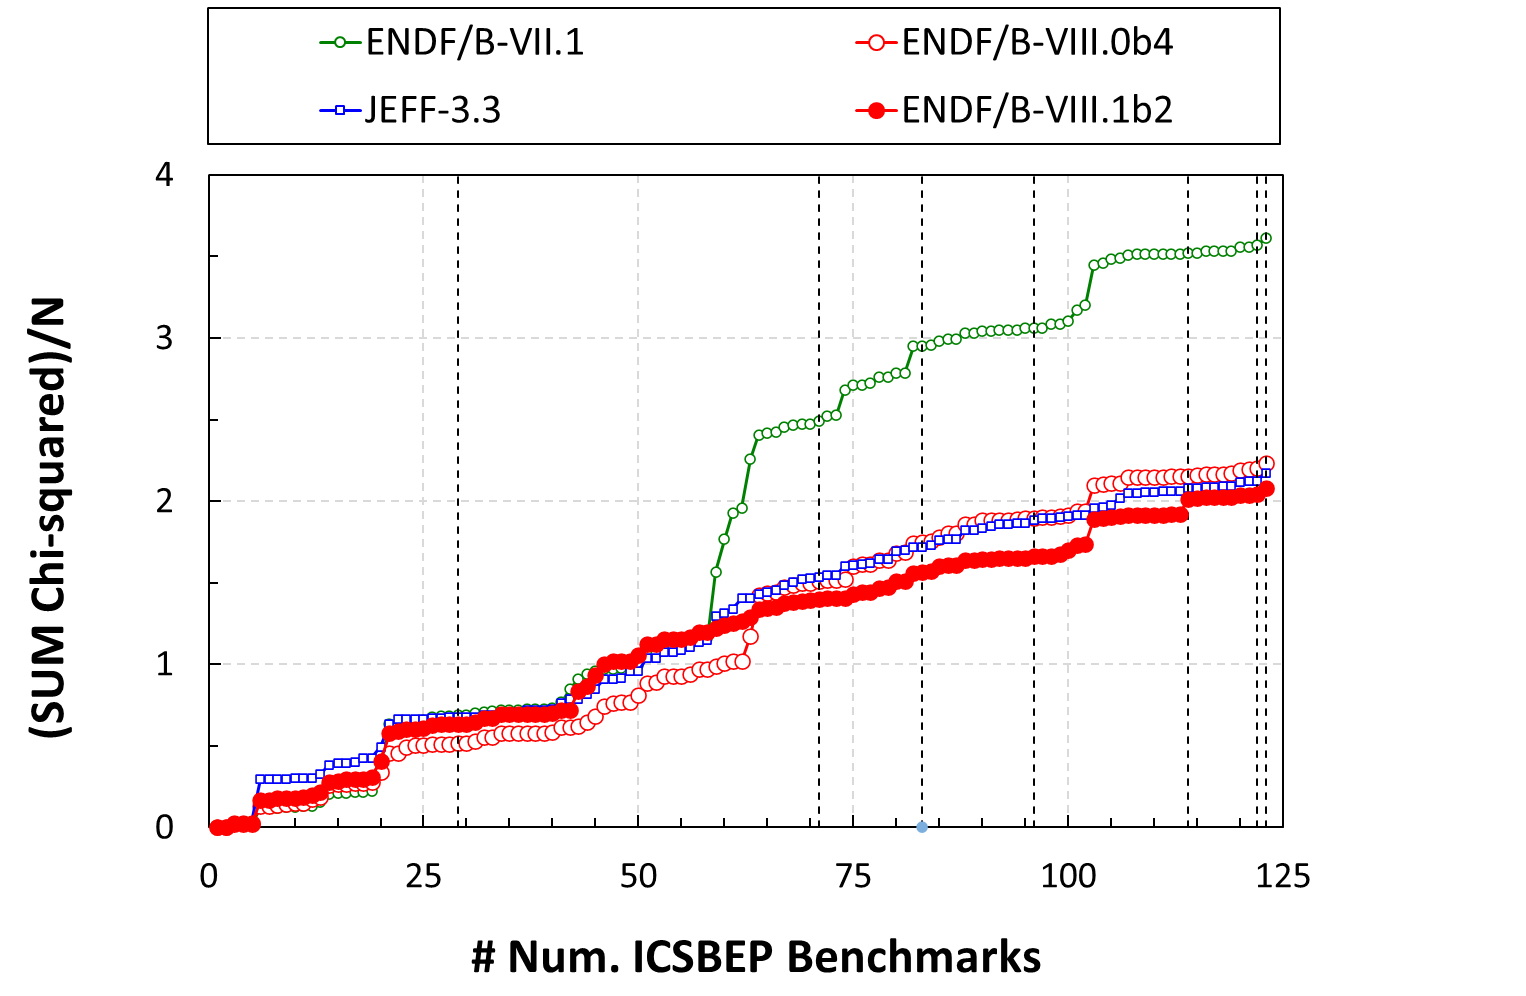 ENDF/B-VII.1
ENDF/B-VIII.0b4
JEFF-3.3
ENDF/B-VIII.1b2
4
3
2
1
0
(SUM Chi-squared)/N
0
25
50
75
100
125
# Num. ICSBEP Benchmarks